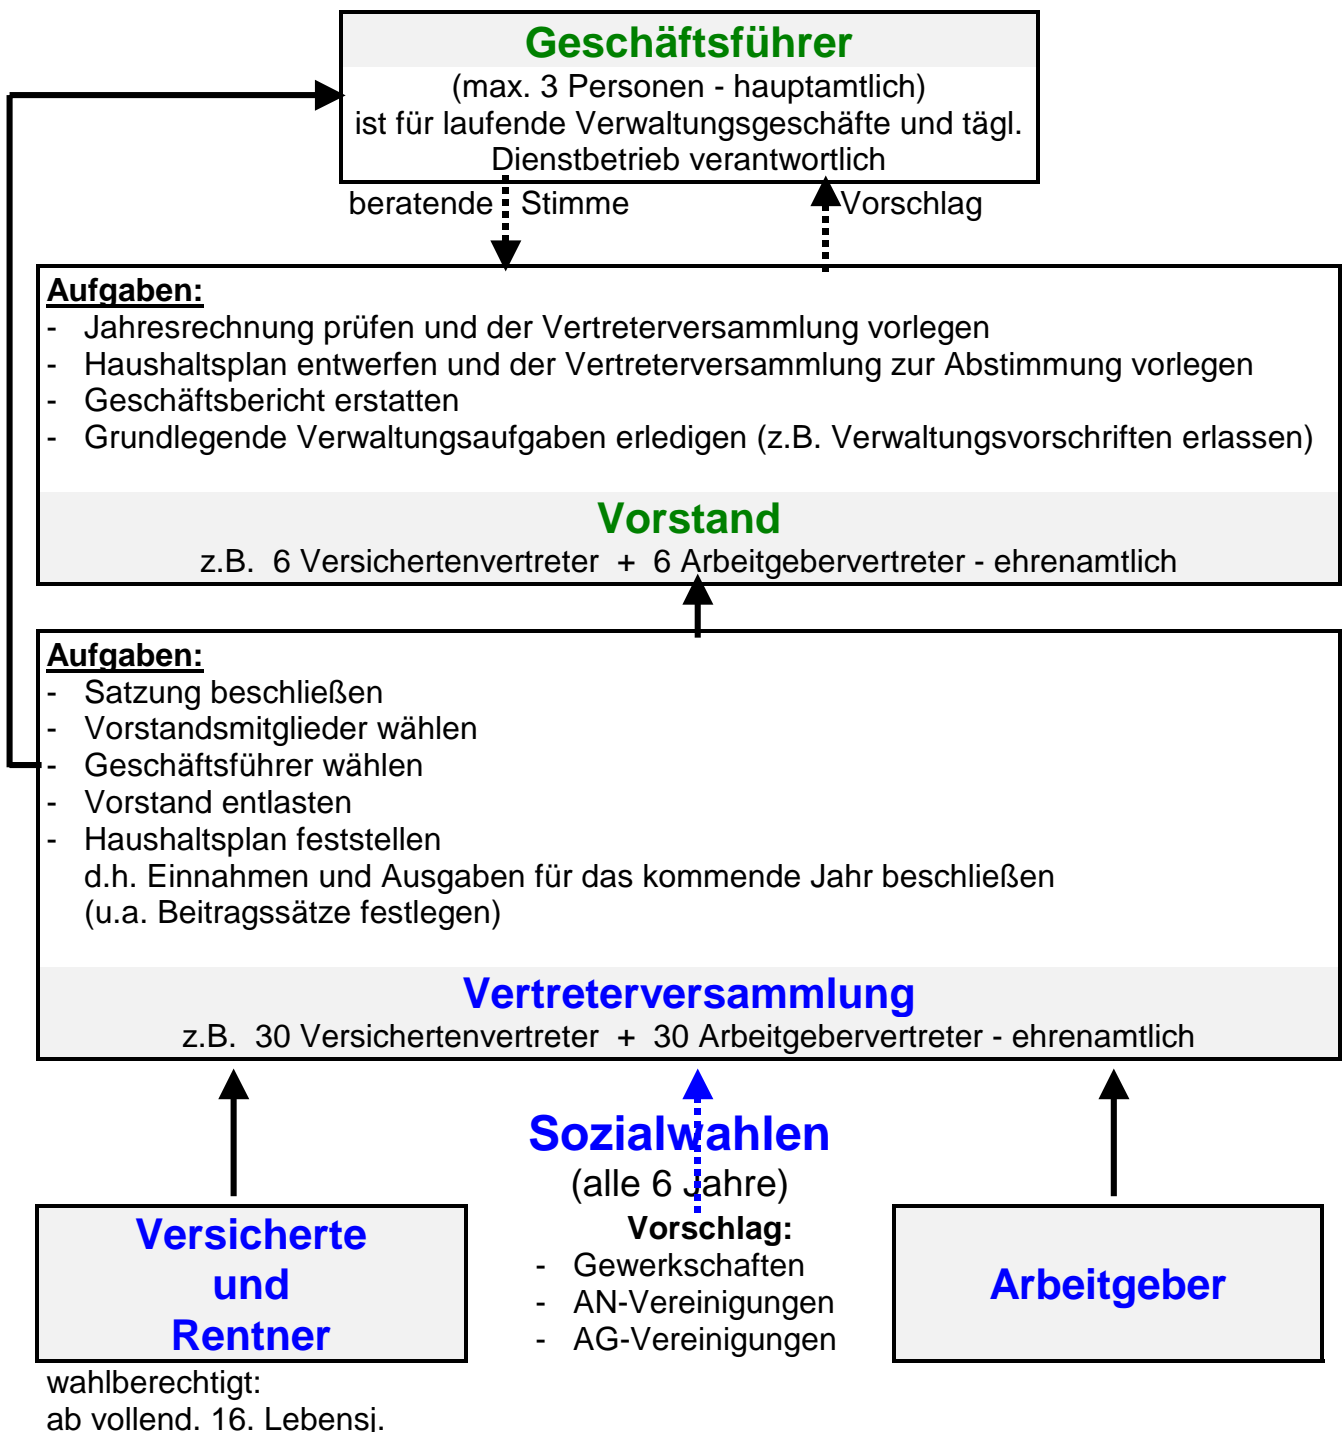 Geschäftsführer
(max. 3 Personen - hauptamtlich)
ist für laufende Verwaltungsgeschäfte und tägl.
Dienstbetrieb verantwortlich
beratende Stimme
Vorschlag
Aufgaben:
- Jahresrechnung prüfen und der Vertreterversammlung vorlegen
- Haushaltsplan entwerfen und der Vertreterversammlung zur Abstimmung vorlegen
- Geschäftsbericht erstatten
- Grundlegende Verwaltungsaufgaben erledigen (z.B. Verwaltungsvorschriften erlassen)
Vorstand
z.B. 6 Versichertenvertreter + 6 Arbeitgebervertreter - ehrenamtlich
Aufgaben:
- Satzung beschließen
- Vorstandsmitglieder wählen
- Geschäftsführer wählen
- Vorstand entlasten
- Haushaltsplan feststellen
d.h. Einnahmen und Ausgaben für das kommende Jahr beschließen
(u.a. Beitragssätze festlegen)
Vertreterversammlung
z.B. 30 Versichertenvertreter + 30 Arbeitgebervertreter - ehrenamtlich
Sozialwahlen
(alle 6 Jahre)
Vorschlag:
- Gewerkschaften
- AN-Vereinigungen
- AG-Vereinigungen
Versicherte
und
Rentner
Arbeitgeber
wahlberechtigt:
ab vollend. 16. Lebensj.